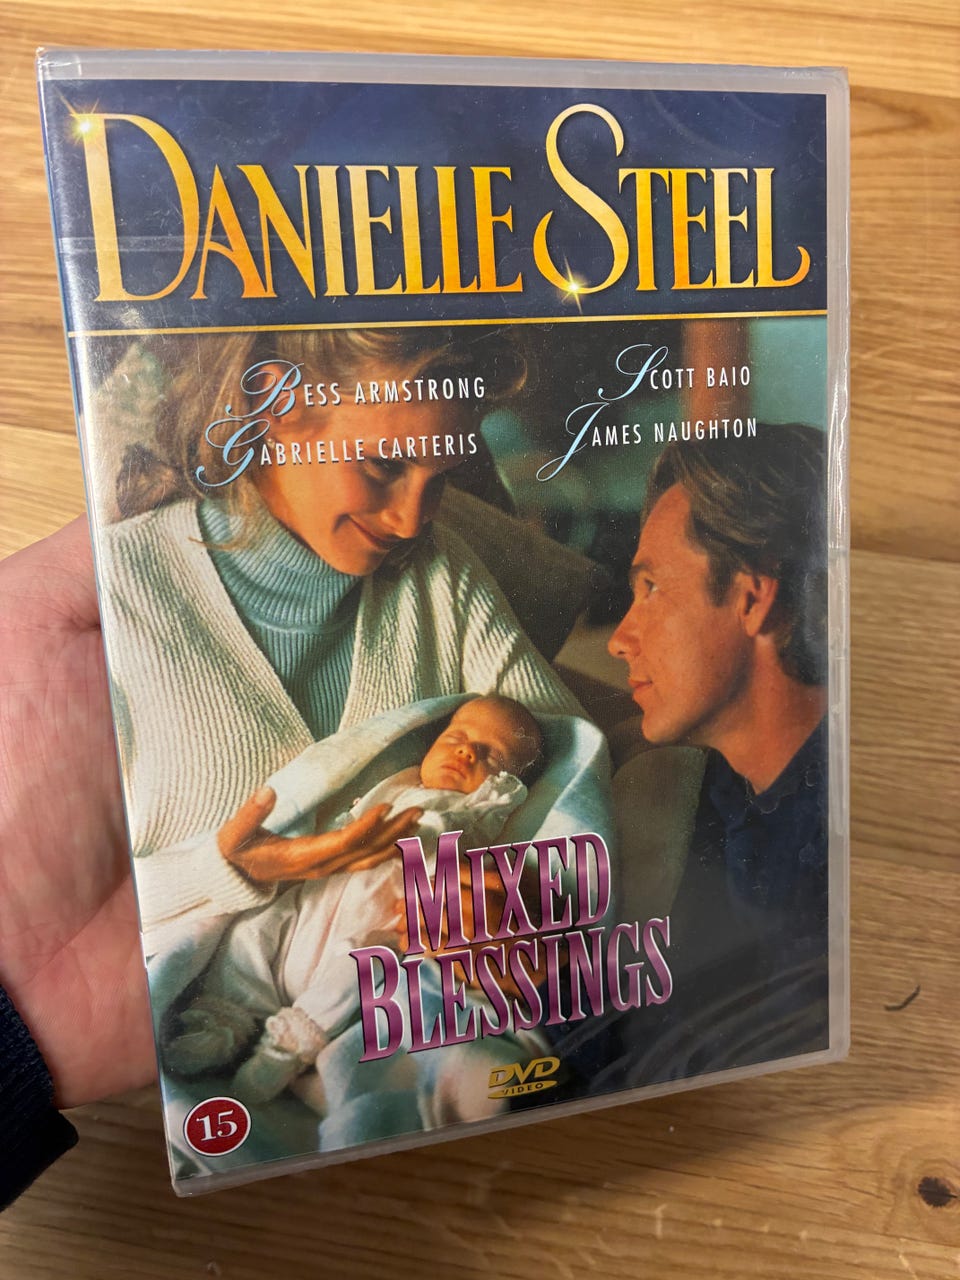 DANIELLE STEEL
BESS ARMSTRONG
SCOTT BAIO
GABRIELLE CARTERIS
JAMES NAUGHTON
MIXED
BLESSINGS
DVD
VIDEO
15